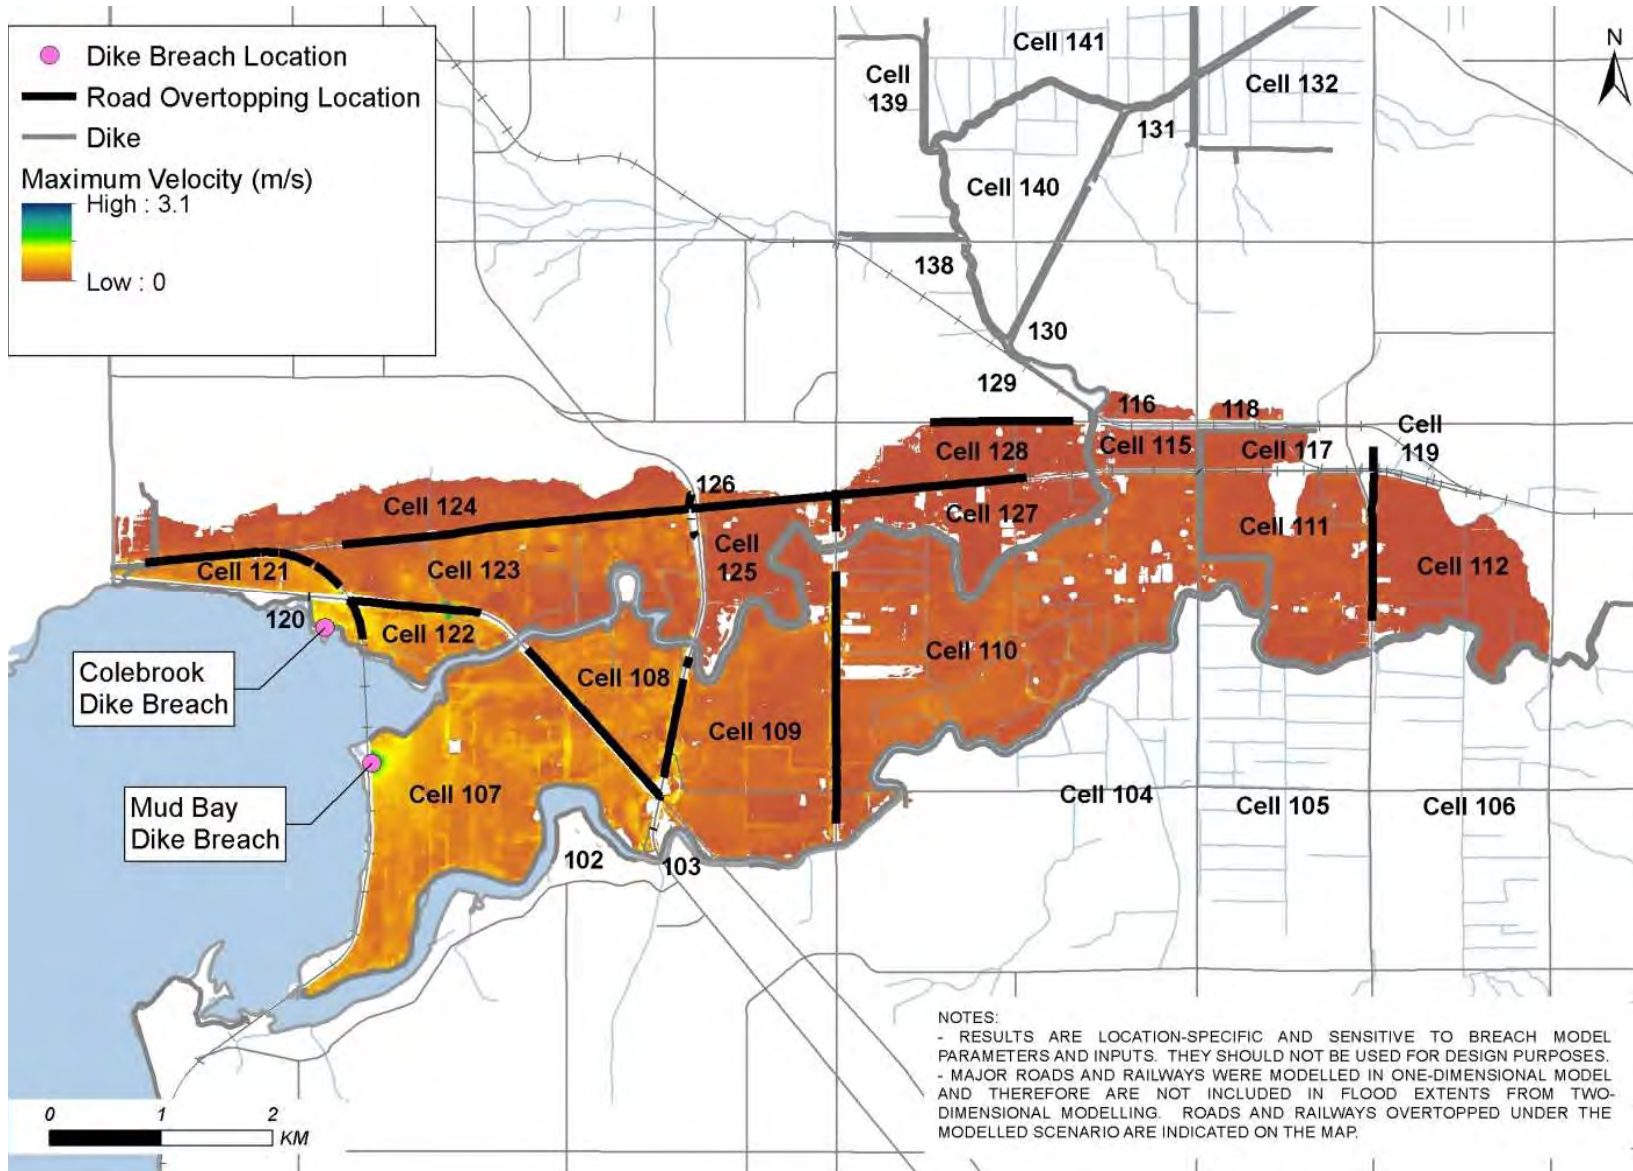 Dike Breach Location
Road Overtopping Location
Dike
Maximum Velocity (m/s)
High : 3.1
Low : 0
N
Cell 141
Cell
139
Cell 132
131
Cell 140
138
130
129
116
118
Cell
119
Cell 128
Cell 115
Cell 117
126
Cell 124
Cell 127
Cell 111
Cell
125
Cell 123
Cell 121
Cell 112
120
Cell 122
Colebrook
Dike Breach
Cell 108
Cell 110
Cell 109
Cell 107
Cell 104
Cell 105
Cell 106
Mud Bay
Dike Breach
102
103
NOTES:
- RESULTS ARE LOCATION-SPECIFIC AND SENSITIVE TO BREACH MODEL
PARAMETERS AND INPUTS. THEY SHOULD NOT BE USED FOR DESIGN PURPOSES.
- MAJOR ROADS AND RAILWAYS WERE MODELLED IN ONE-DIMENSIONAL MODEL
AND THEREFORE ARE NOT INCLUDED IN FLOOD EXTENTS FROM TWO-
DIMENSIONAL MODELLING. ROADS AND RAILWAYS OVERTOPPED UNDER THE
MODELLED SCENARIO ARE INDICATED ON THE MAP.
0 1 2
KM